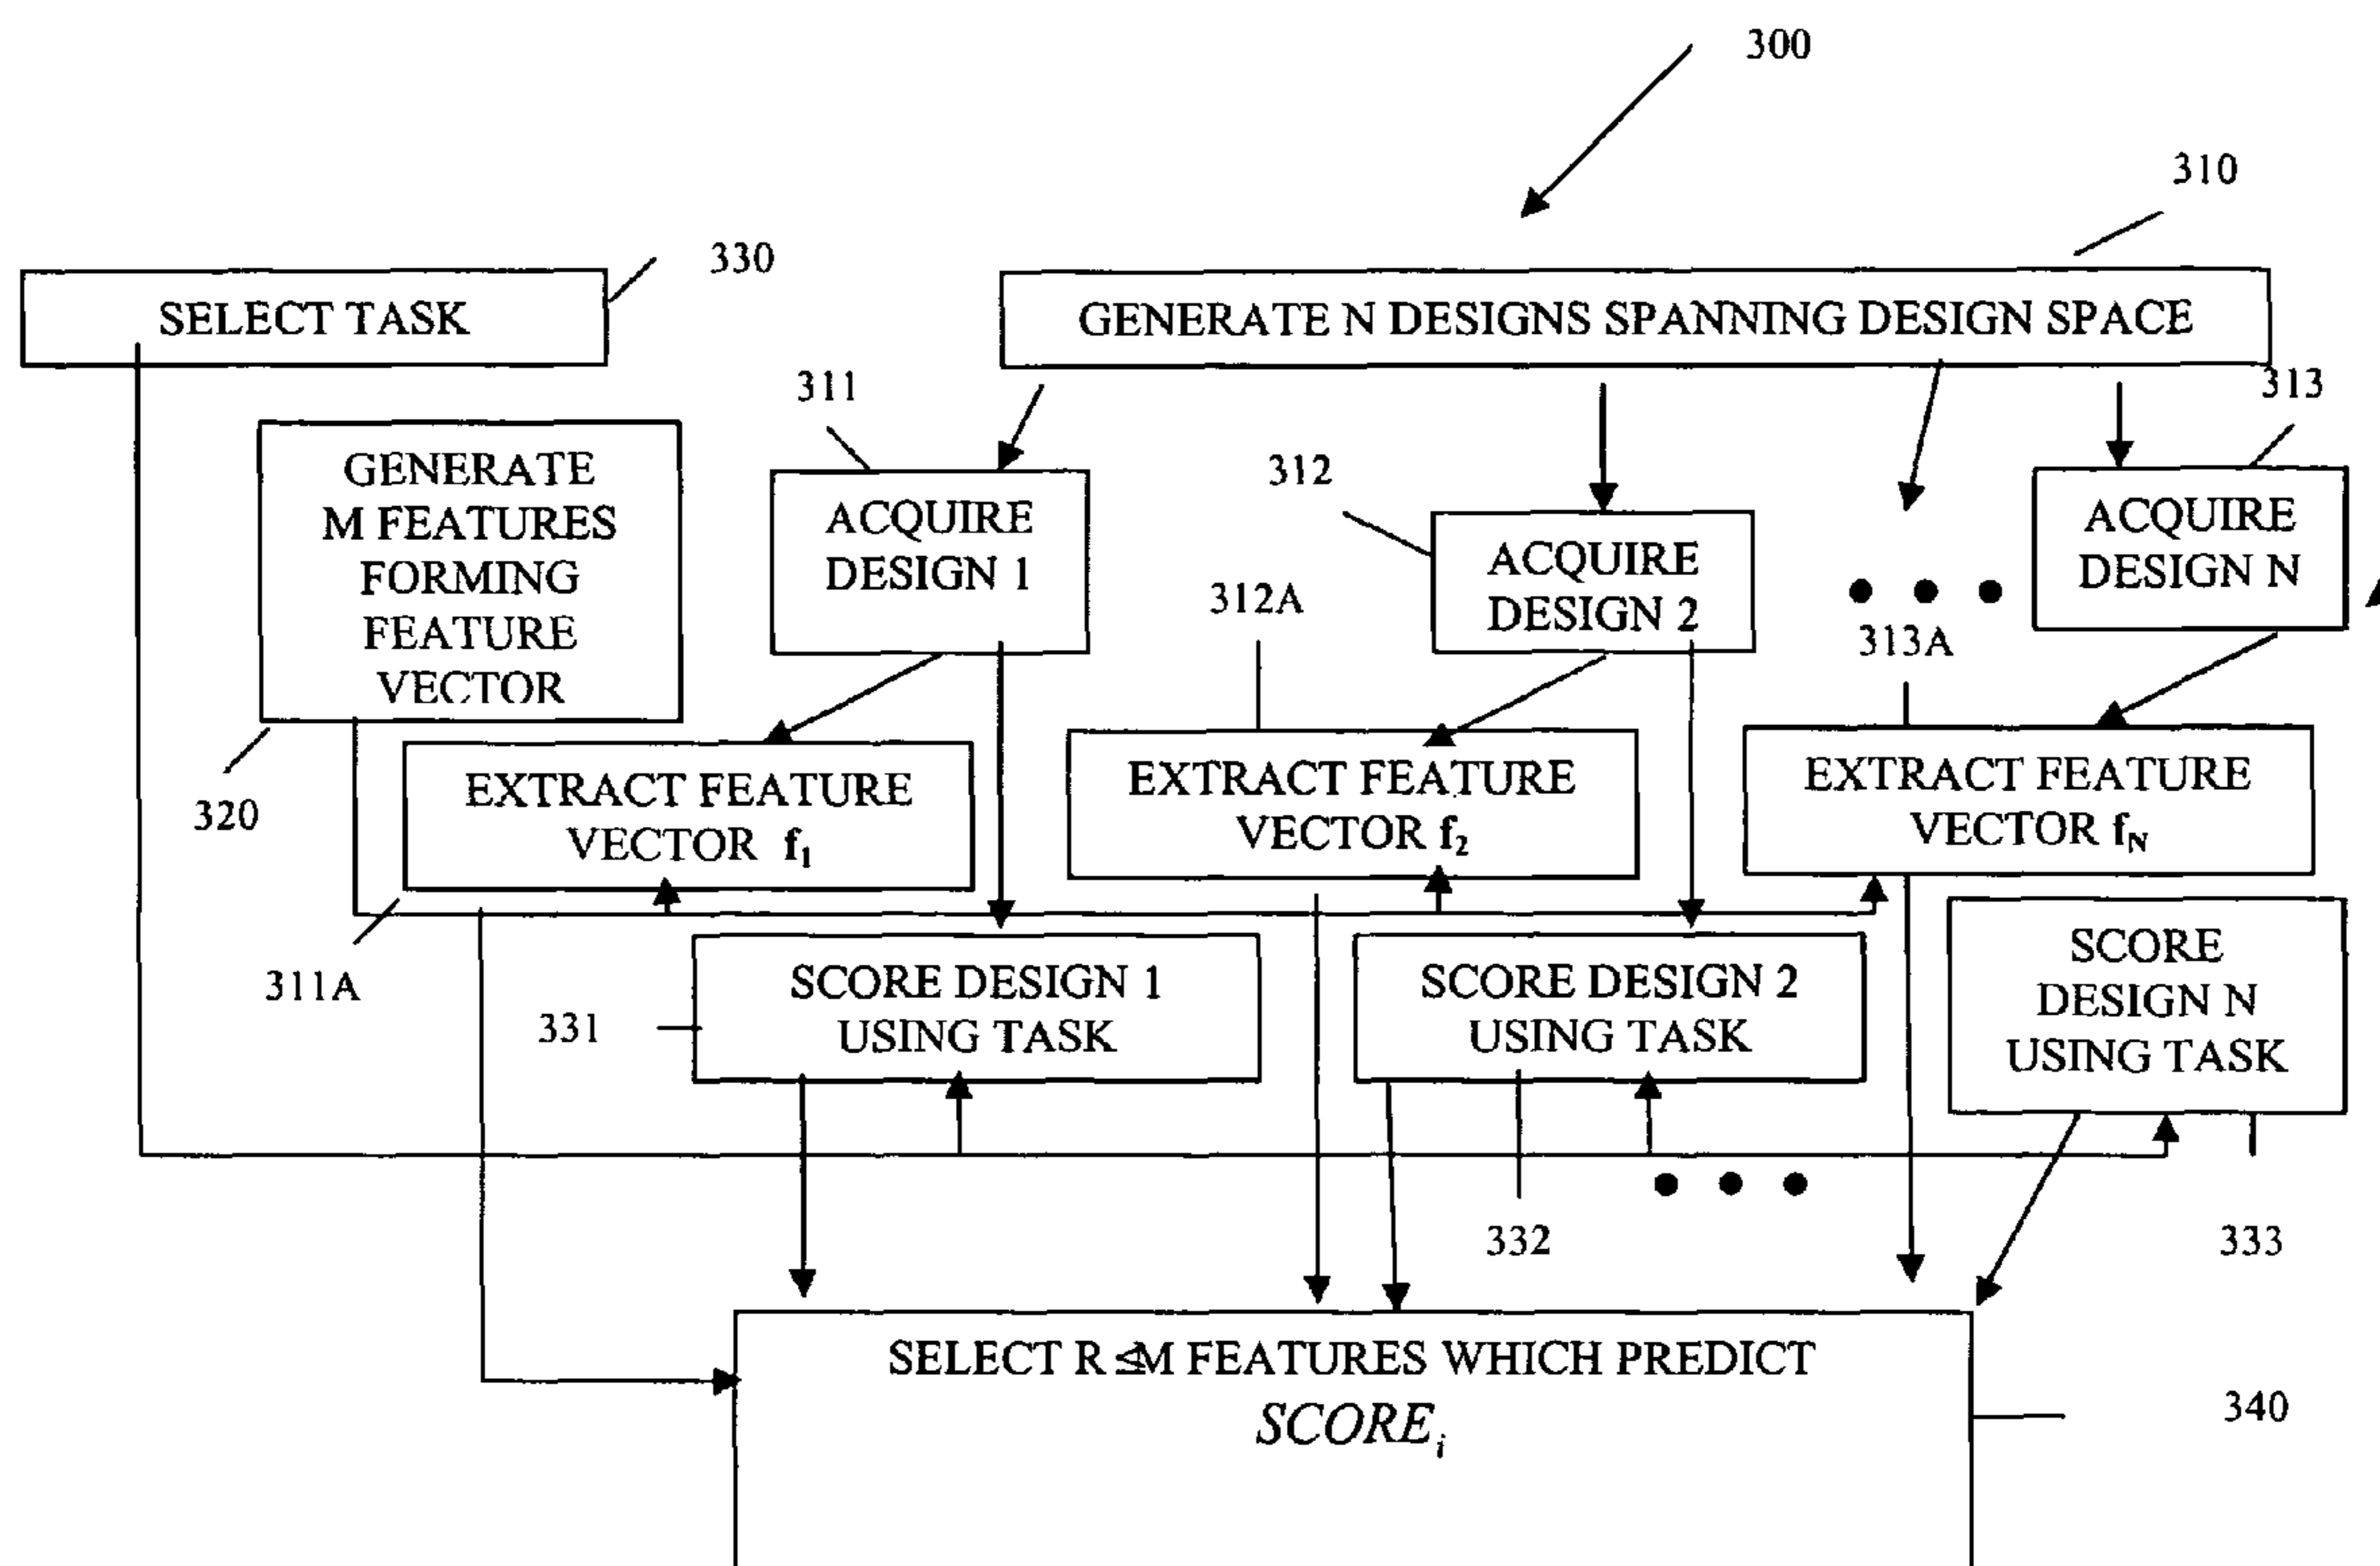 300
310
330
SELECT TASK
GENERATE N DESIGNS SPANNING DESIGN SPACE
311
313
GENERATE
M FEATURES
FORMING
FEATURE
VECTOR
312
ACQUIRE
DESIGN 1
ACQUIRE
DESIGN 2
ACQUIRE
DESIGN N
312A
313A
320
EXTRACT FEATURE
VECTOR f₁
EXTRACT FEATURE
VECTOR f₂
EXTRACT FEATURE
VECTOR f_N
311A
331
SCORE DESIGN 1
USING TASK
SCORE DESIGN 2
USING TASK
SCORE
DESIGN N
USING TASK
332
333
SELECT R ≤M FEATURES WHICH PREDICT
SCOREᵢ
340